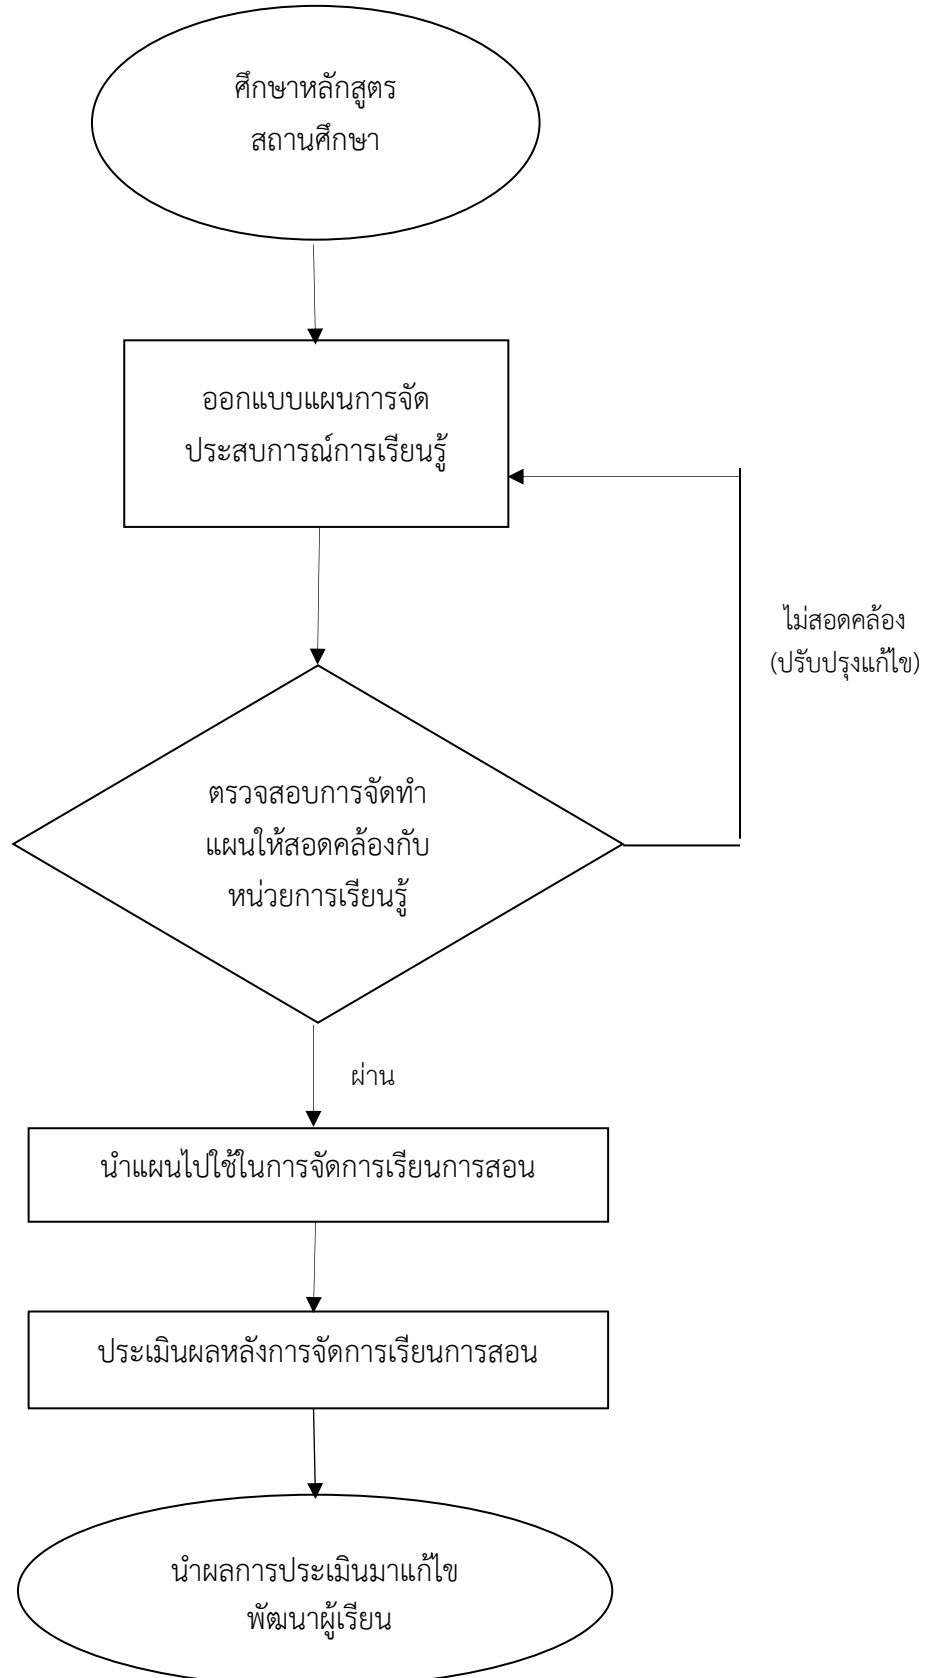 ศึกษาหลักสูตร
สถานศึกษา
ออกแบบแผนการจัด
ประสบการณ์การเรียนรู้
ไม่สอดคล้อง
(ปรับปรุงแก้ไข)
ตรวจสอบการจัดทำ
แผนให้สอดคล้องกับ
หน่วยการเรียนรู้
ผ่าน
นำแผนไปใช้ในการจัดการเรียนการสอน
ประเมินผลหลังการจัดการเรียนการสอน
นำผลการประเมินมาแก้ไข
พัฒนาผู้เรียน